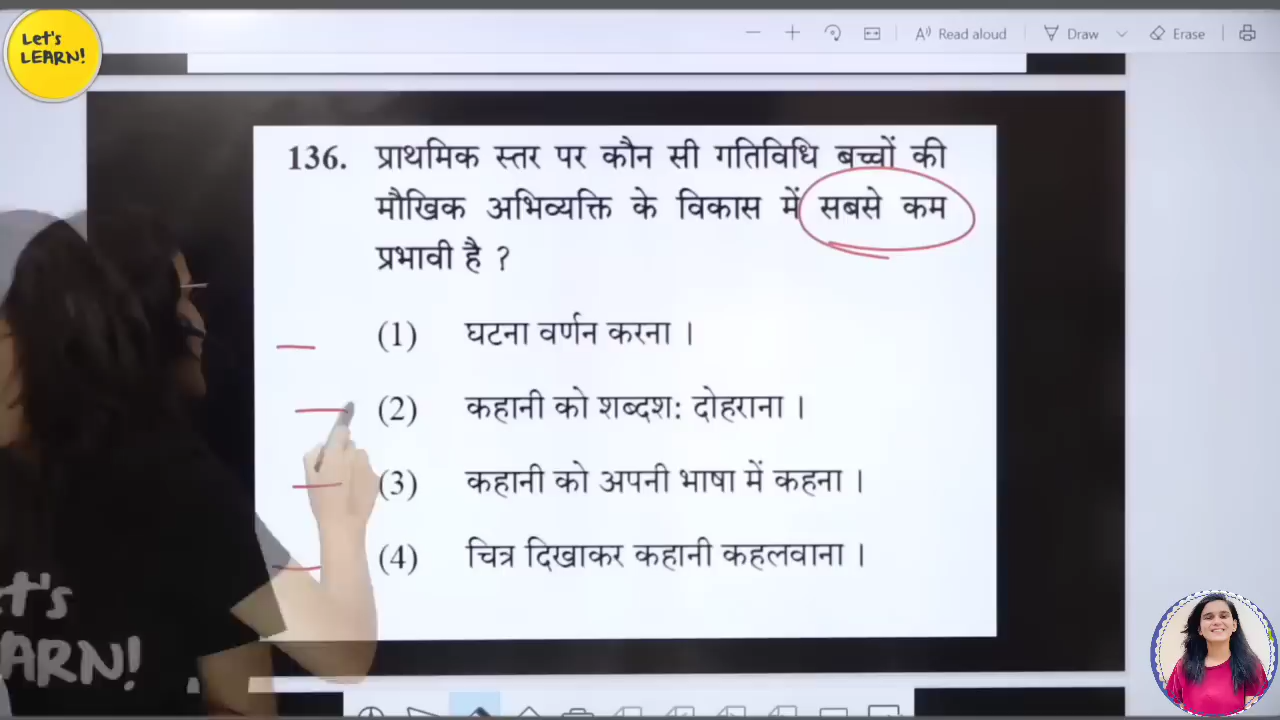 Let's
LEARN!
Read aloud
Draw
Erase
136. प्राथमिक स्तर पर कौन सी गतिविधि बच्चों की
मौखिक अभिव्यक्ति के विकास में सबसे कम
प्रभावी है ?
(1) घटना वर्णन करना ।
(2) कहानी को शब्दश: दोहराना ।
(3) कहानी को अपनी भाषा में कहना ।
(4) चित्र दिखाकर कहानी कहलवाना ।
t's
ARN!